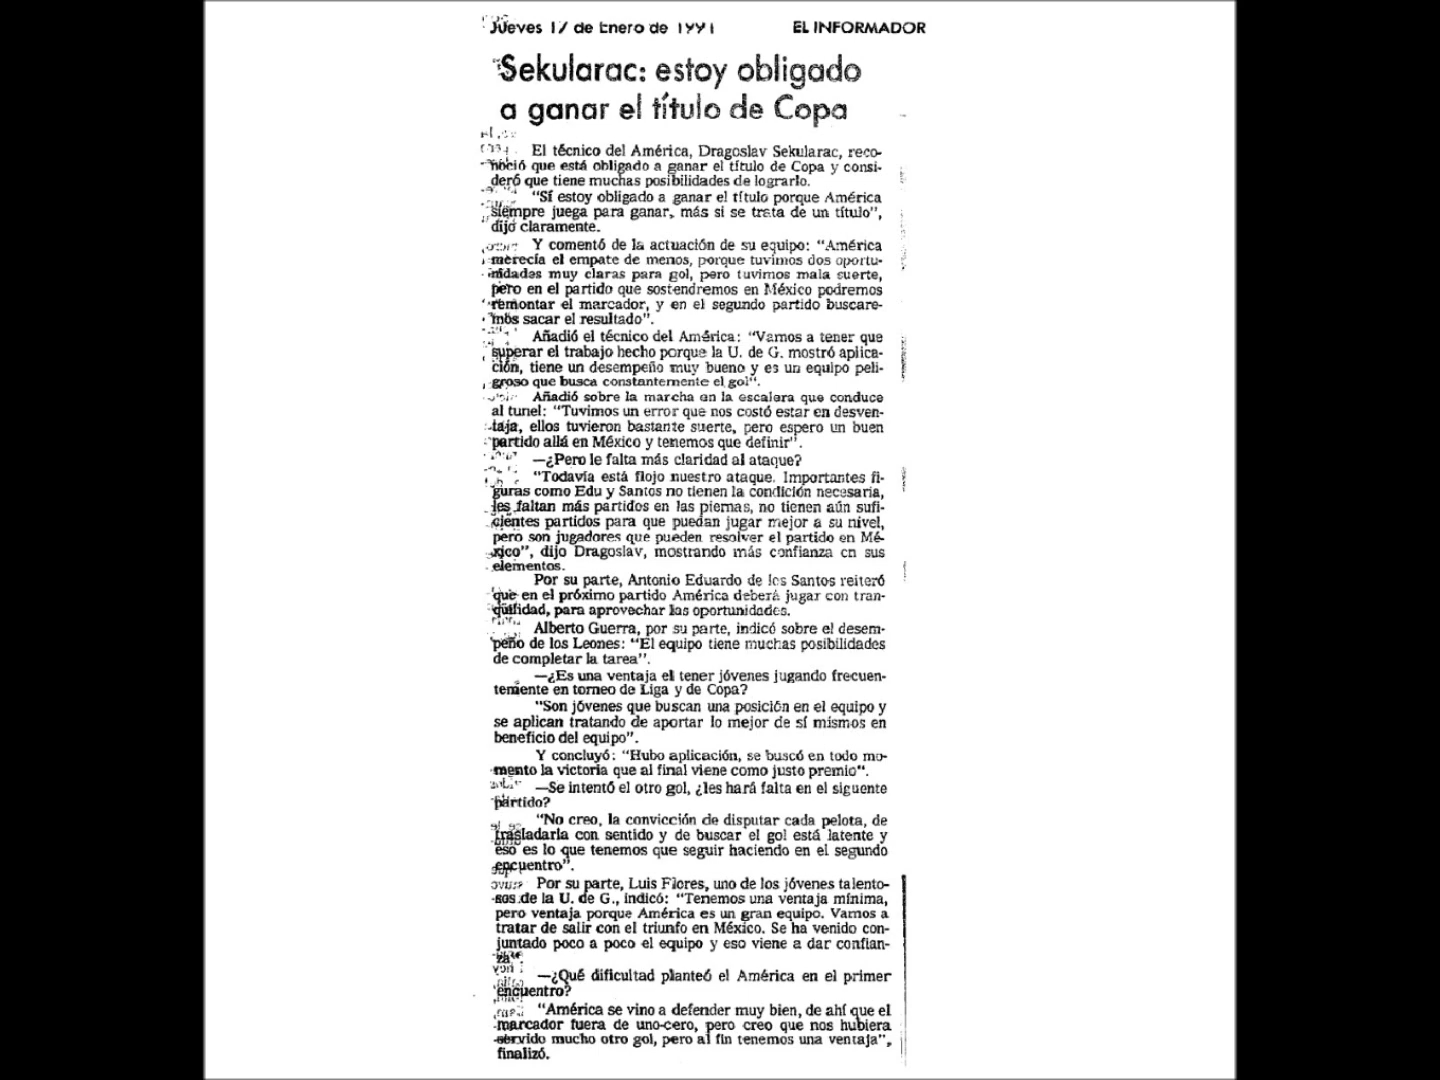 Jueves 17 de Enero de 1991 EL INFORMADOR
Sekularac: estoy obligado
a ganar el título de Copa
El técnico del América, Dragoslav Sekularac, reco-
noció que está obligado a ganar el título de Copa y consi-
deró que tiene muchas posibilidades de lograrlo.
"Sí estoy obligado a ganar el título porque América
siempre juega para ganar, más si se trata de un título",
dijo claramente.
Y comentó de la actuación de su equipo: "América
merecía el empate de menos, porque tuvimos dos oportu-
nidades muy claras para gol, pero tuvimos mala suerte,
pero en el partido que sostendremos en México podremos
remontar el marcador, y en el segundo partido buscare-
mos sacar el resultado".
Añadió el técnico del América: "Vamos a tener que
superar el trabajo hecho porque la U. de G. mostró aplica-
ción, tiene un desempeño muy bueno y es un equipo peli-
groso que busca constantemente el gol".
Añadió sobre la marcha en la escalera que conduce
al tunel: "Tuvimos un error que nos costó estar en desven-
taja, ellos tuvieron bastante suerte, pero espero un buen
partido allá en México y tenemos que definir".
—¿Pero le falta más claridad al ataque?
"Todavía está flojo nuestro ataque. Importantes fi-
guras como Edu y Santos no tienen la condición necesaria,
les faltan más partidos en las piernas, no tienen aún sufi-
cientes partidos para que puedan jugar mejor a su nivel,
pero son jugadores que pueden resolver el partido en Mé-
xico", dijo Dragoslav, mostrando más confianza en sus
elementos.
Por su parte, Antonio Eduardo de los Santos reiteró
que en el próximo partido América deberá jugar con tran-
quilidad, para aprovechar las oportunidades.
Alberto Guerra, por su parte, indicó sobre el desem-
peño de los Leones: "El equipo tiene muchas posibilidades
de completar la tarea".
—¿Es una ventaja el tener jóvenes jugando frecuen-
temente en torneo de Liga y de Copa?
"Son jóvenes que buscan una posición en el equipo y
se aplican tratando de aportar lo mejor de sí mismos en
beneficio del equipo".
Y concluyó: "Hubo aplicación, se buscó en todo mo-
mento la victoria que al final viene como justo premio".
—Se intentó el otro gol, ¿les hará falta en el siguente
partido?
"No creo, la convicción de disputar cada pelota, de
trasladarla con sentido y de buscar el gol está latente y
eso es lo que tenemos que seguir haciendo en el segundo
encuentro".
Por su parte, Luis Flores, uno de los jóvenes talento-
sos de la U. de G., indicó: "Tenemos una ventaja mínima,
pero ventaja porque América es un gran equipo. Vamos a
tratar de salir con el triunfo en México. Se ha venido con-
juntado poco a poco el equipo y eso viene a dar confian-
za".
—¿Qué dificultad planteó el América en el primer
encuentro?
"América se vino a defender muy bien, de ahí que el
marcador fuera de uno-cero, pero creo que nos hubiera
servido mucho otro gol, pero al fin tenemos una ventaja",
finalizó.